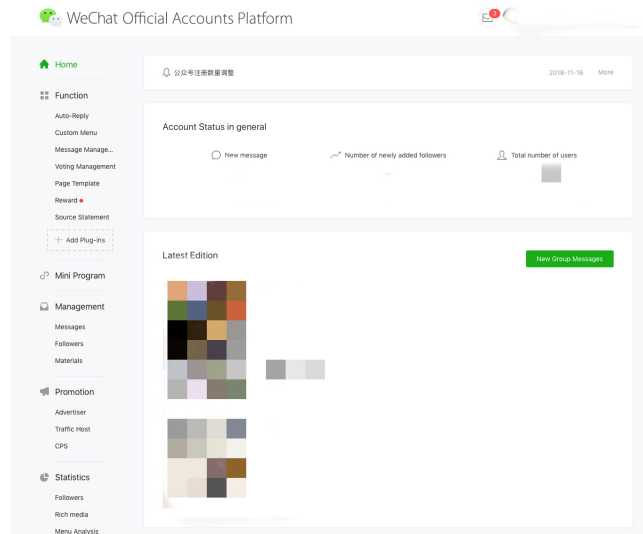 WeChat Official Accounts Platform
3
Home
公众号注册数量调整
2018-11-16
More
Function
Auto-Reply
Custom Menu
Message Manage...
Voting Management
Page Template
Reward
Source Statement
Add Plug-ins
Mini Program
Management
Messages
Followers
Materials
Promotion
Advertiser
Traffic Host
CPS
Statistics
Followers
Rich media
Menu Analysis
Account Status in general
New message
Number of newly added followers
Total number of users
Latest Edition
New Group Messages